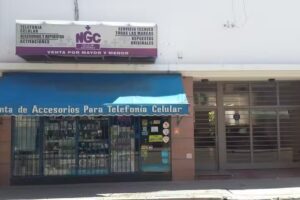 TELEFONIA
CELULAR
ACCESORIOS Y REPUESTOS
ACTIVACIONES
NGC
SERVICIO TECNICO
TODAS LAS MARCAS
REPUESTOS
ORIGINALES
VENTA POR MAYOR Y MENOR
nta de Accesorios Para Telefonía Celular